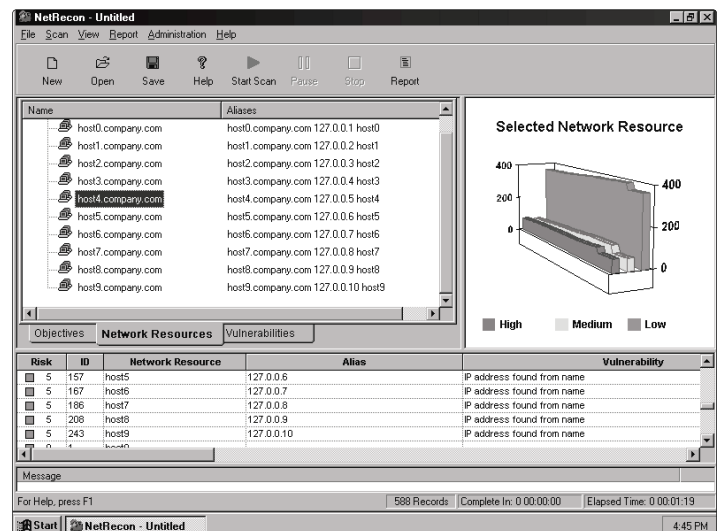 NetRecon - Untitled
File Scan View Report Administration Help
New Open Save Help Start Scan Pause Stop Report
Name Aliases
host0.company.com host0.company.com 127.0.0.1 host0
host1.company.com host1.company.com 127.0.0.2 host1
host2.company.com host2.company.com 127.0.0.3 host2
host3.company.com host3.company.com 127.0.0.4 host3
host4.company.com host4.company.com 127.0.0.5 host4
host5.company.com host5.company.com 127.0.0.6 host5
host6.company.com host6.company.com 127.0.0.7 host6
host7.company.com host7.company.com 127.0.0.8 host7
host8.company.com host8.company.com 127.0.0.9 host8
host9.company.com host9.company.com 127.0.0.10 host9
Objectives Network Resources Vulnerabilities
Selected Network Resource
400
200
0
400
200
0
High Medium Low
Risk ID Network Resource Alias Vulnerability
5 157 host5 127.0.0.6 IP address found from name
5 167 host6 127.0.0.7 IP address found from name
5 186 host7 127.0.0.8 IP address found from name
5 208 host8 127.0.0.9 IP address found from name
5 243 host9 127.0.0.10 IP address found from name
Message
For Help, press F1 588 Records Complete In: 0 00:00:00 Elapsed Time: 0 00:01:19
Start NetRecon - Untitled 4:45 PM